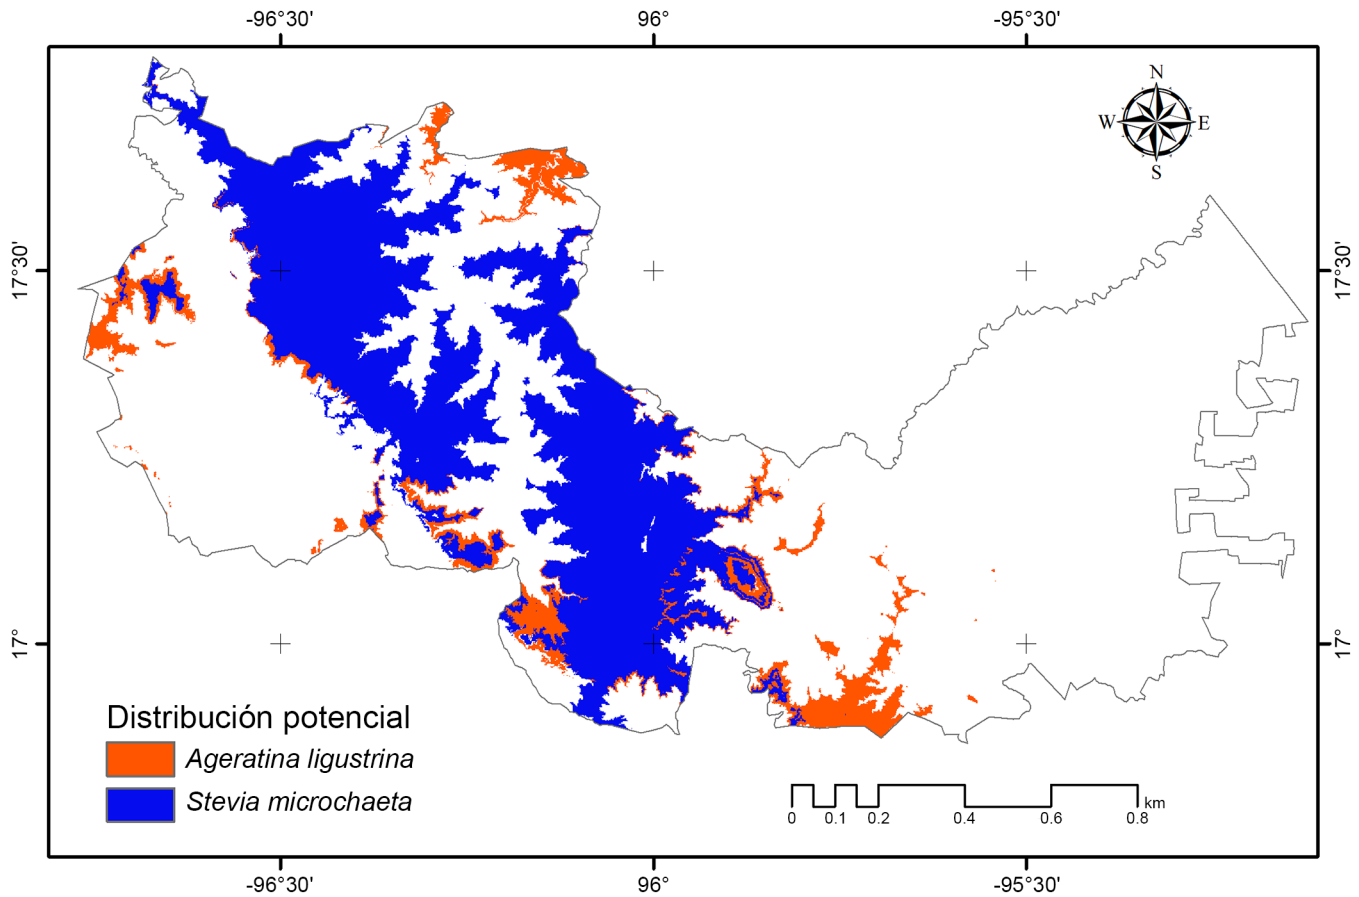 -96°30' 96° -95°30'
N
W E
S
17°30' 17°30'
17° 17°
Distribución potencial
Ageratina ligustrina
Stevia microchaeta
km
0 0.1 0.2 0.4 0.6 0.8
-96°30' 96° -95°30'